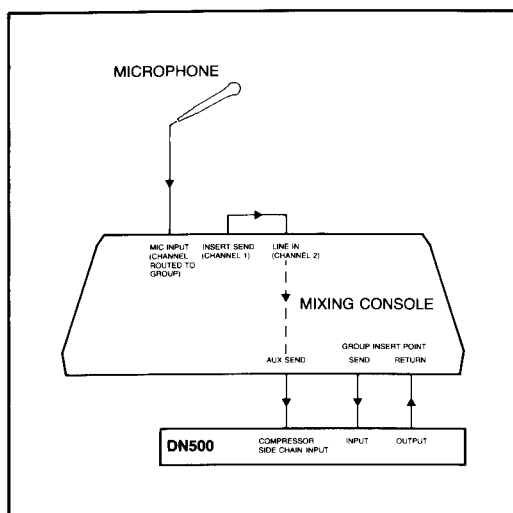 MICROPHONE
MIC INPUT
(CHANNEL
ROUTED TO
GROUP)
INSERT SEND
(CHANNEL 1)
LINE IN
(CHANNEL 2)
MIXING CONSOLE
GROUP INSERT POINT
AUX SEND
SEND
RETURN
DN500
COMPRESSOR
SIDE CHAIN INPUT
INPUT
OUTPUT